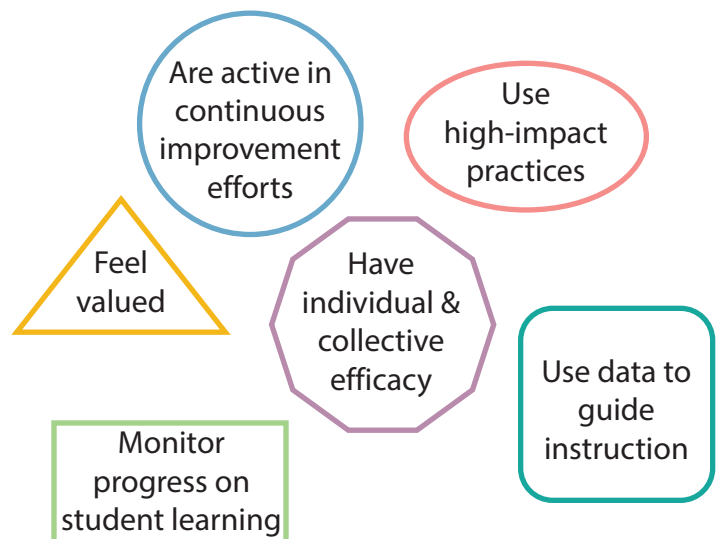 Are active in
continuous
improvement
efforts
Use
high-impact
practices
Feel
valued
Have
individual &
collective
efficacy
Use data to
guide
instruction
Monitor
progress on
student learning